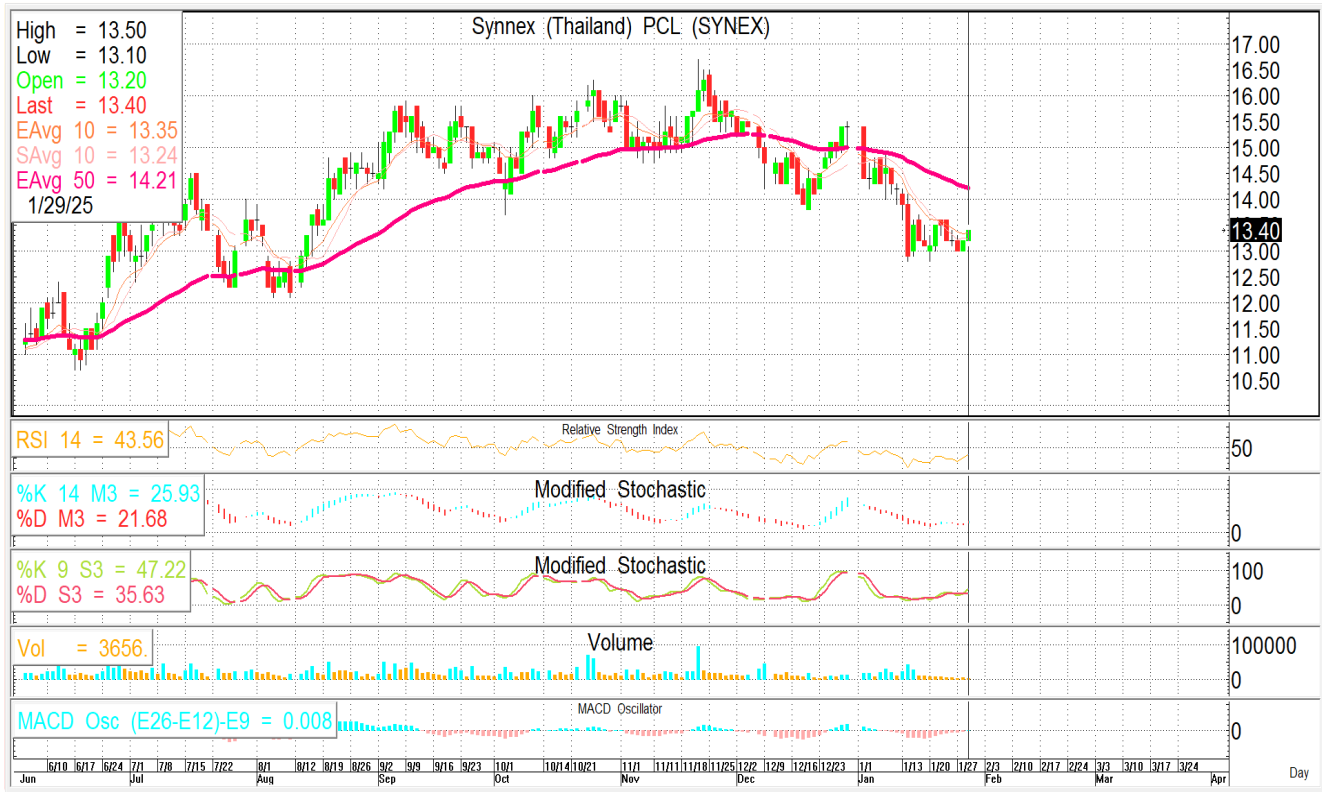 Synnex (Thailand) PCL (SYNEX)
High = 13.50
Low = 13.10
Open = 13.20
Last = 13.40
EAvg 10 = 13.35
SAvg 10 = 13.24
EAvg 50 = 14.21
1/29/25
17.00
16.50
16.00
15.50
15.00
14.50
14.00
13.40
13.00
12.50
12.00
11.50
11.00
10.50
Relative Strength Index
RSI 14 = 43.56
50
Modified Stochastic
%K 14 M3 = 25.93
%D M3 = 21.68
0
Modified Stochastic
%K 9 S3 = 47.22
%D S3 = 35.63
100
0
Volume
Vol = 3656.
100000
0
MACD Oscillator
MACD Osc (E26-E12)-E9 = 0.008
0
6/10 6/17 6/24 7/1 7/8 7/15 7/22 8/1 8/12 8/19 8/26 9/2 9/9 9/16 9/23 10/1 10/14 10/21 11/1 11/11 11/18 11/25 12/2 12/9 12/16 12/23 1/1 1/13 1/20 1/27 2/3 2/10 2/17 2/24 3/3 3/10 3/17 3/24
Jun Jul Aug Sep Oct Nov Dec Jan Feb Mar Apr
Day